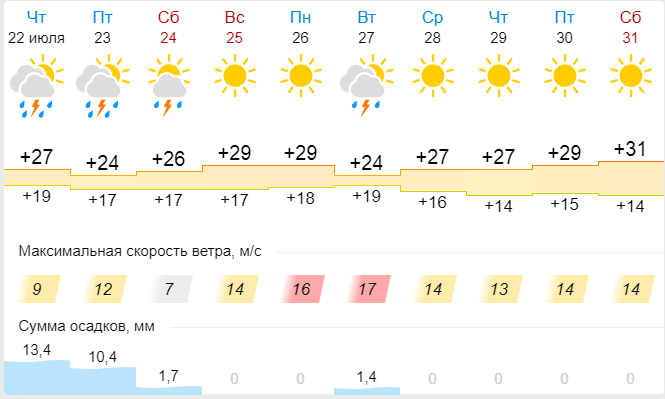 Чт Пт Сб Вс Пн Вт Ср Чт Пт Сб
22 июля 23 24 25 26 27 28 29 30 31
+27 +24 +26 +29 +29 +24 +27 +27 +29 +31
+19 +17 +17 +17 +18 +19 +16 +14 +15 +14
Максимальная скорость ветра, м/с
9 12 7 14 16 17 14 13 14 14
Сумма осадков, мм
13,4 10,4 1,7 0 0 1,4 0 0 0 0